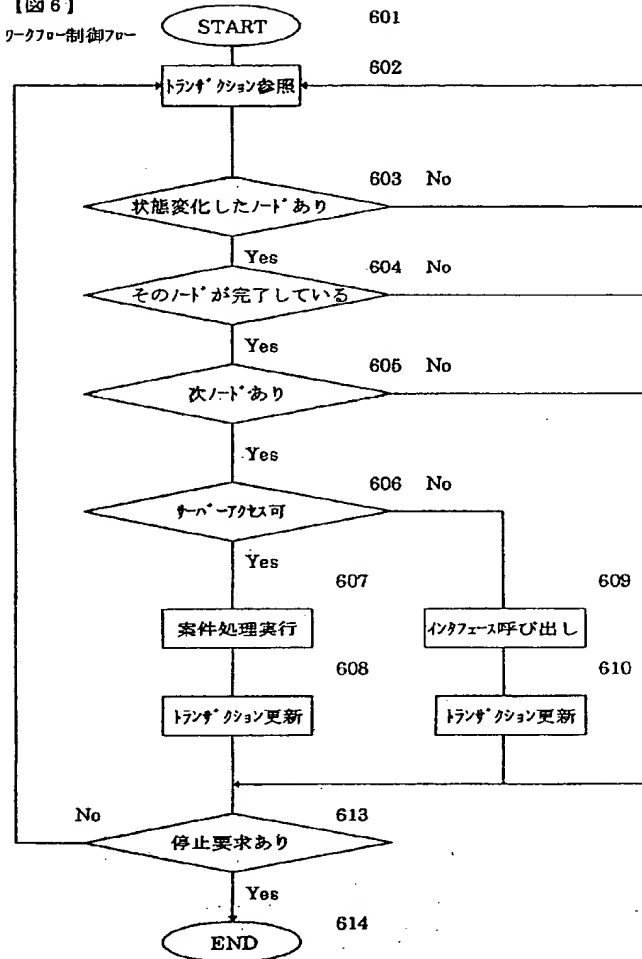 【図6】
ワークフロー制御フロー
START 601
602
トランザクション参照
603 No
状態変化したノードあり
Yes
604 No
そのノードが完了している
Yes
605 No
次ノードあり
Yes
606 No
サーバーアクセス可
Yes
607
609
案件処理実行
インタフェース呼び出し
608
610
トランザクション更新
トランザクション更新
No
613
停止要求あり
Yes
614
END